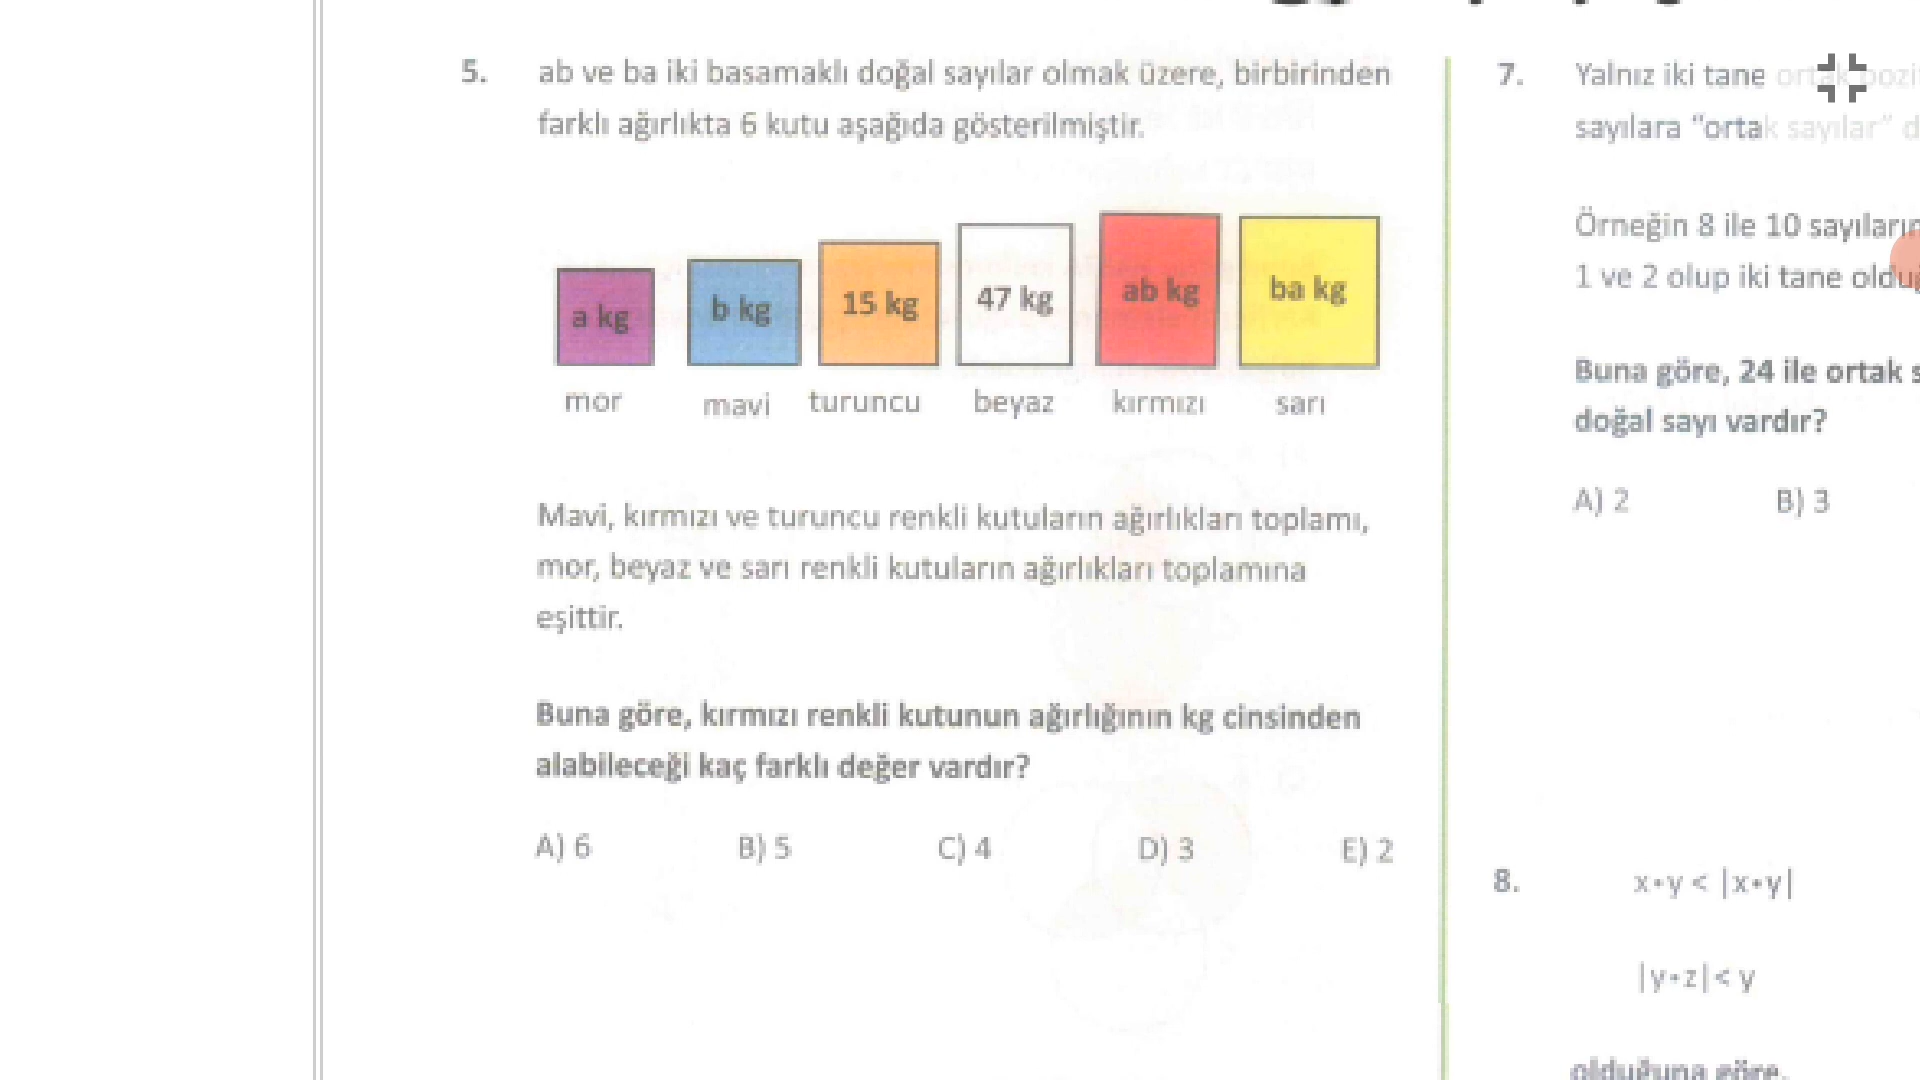 5. ab ve ba iki basamaklı doğal sayılar olmak üzere, birbirinden
farklı ağırlıkta 6 kutu aşağıda gösterilmiştir.
a kg
b kg
15 kg
47 kg
ab kg
ba kg
mor
mavi
turuncu
beyaz
kırmızı
sarı
Mavi, kırmızı ve turuncu renkli kutuların ağırlıkları toplamı,
mor, beyaz ve sarı renkli kutuların ağırlıkları toplamına
eşittir.
Buna göre, kırmızı renkli kutunun ağırlığının kg cinsinden
alabileceği kaç farklı değer vardır?
A) 6 B) 5 C) 4 D) 3 E) 2
7. Yalnız iki tane ortak pozi
sayılara “ortak sayılar” d
Örneğin 8 ile 10 sayıların
1 ve 2 olup iki tane olduğ
Buna göre, 24 ile ortak s
doğal sayı vardır?
A) 2 B) 3
8. x•y < |x•y|
|y•z| < y
olduğuna göre,